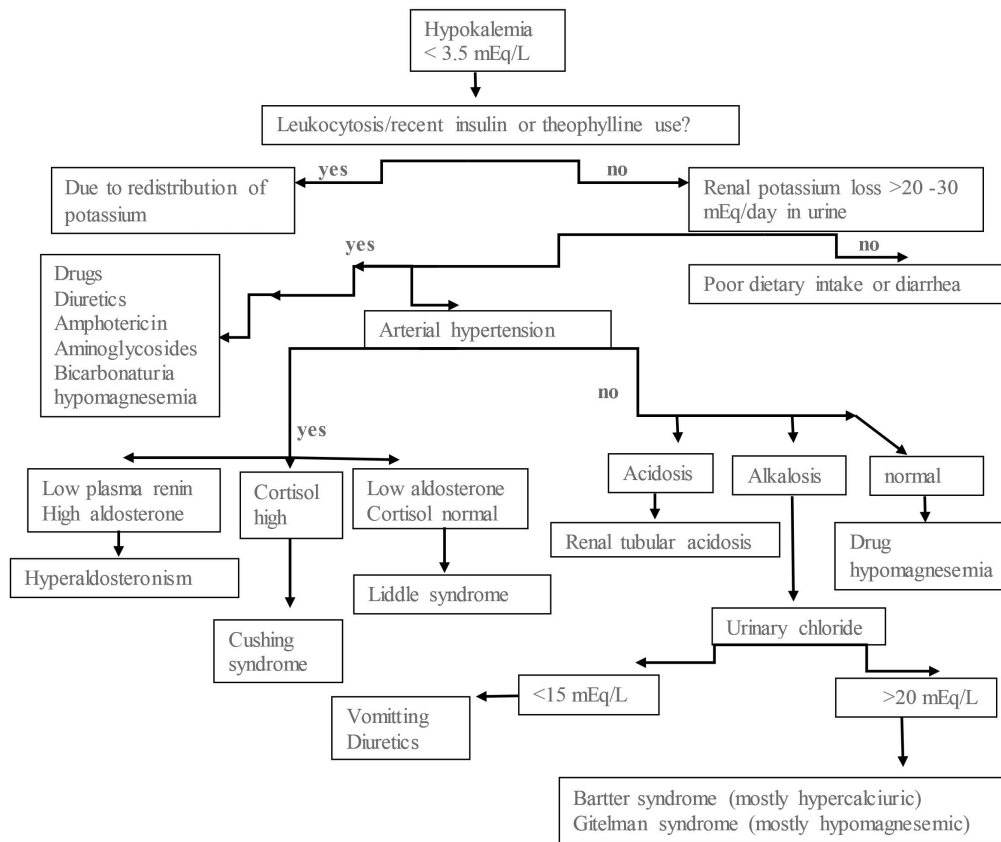 Hypokalemia
< 3.5 mEq/L
Leukocytosis/recent insulin or theophylline use?
yes
no
Due to redistribution of
potassium
Renal potassium loss >20 -30
mEq/day in urine
yes
no
Drugs
Diuretics
Amphotericin
Aminoglycosides
Bicarbonaturia
hypomagnesemia
Poor dietary intake or diarrhea
Arterial hypertension
yes
no
Low plasma renin
High aldosterone
Cortisol
high
Low aldosterone
Cortisol normal
Acidosis
Alkalosis
normal
Hyperaldosteronism
Cushing
syndrome
Liddle syndrome
Renal tubular acidosis
Drug
hypomagnesemia
Urinary chloride
<15 mEq/L
>20 mEq/L
Vomitting
Diuretics
Bartter syndrome (mostly hypercalciuric)
Gitelman syndrome (mostly hypomagnesemic)